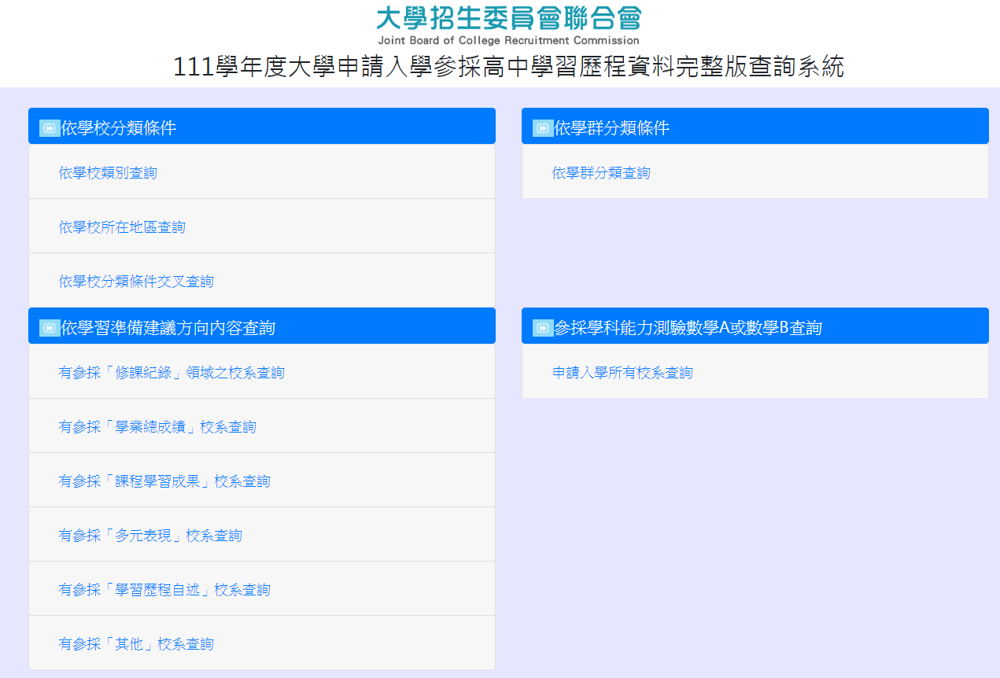 大學招生委員會聯合會
Joint Board of College Recruitment Commission
111學年度大學申請入學參採高中學習歷程資料完整版查詢系統
依學校分類條件
依學校類別查詢
依學校所在地區查詢
依學校分類條件交叉查詢
依學群分類條件
依學群分類查詢
依學習準備建議方向內容查詢
有參採「修課紀錄」領域之校系查詢
有參採「學業總成績」校系查詢
有參採「課程學習成果」校系查詢
有參採「多元表現」校系查詢
有參採「學習歷程自述」校系查詢
有參採「其他」校系查詢
參採學科能力測驗數學A或數學B查詢
申請入學所有校系查詢